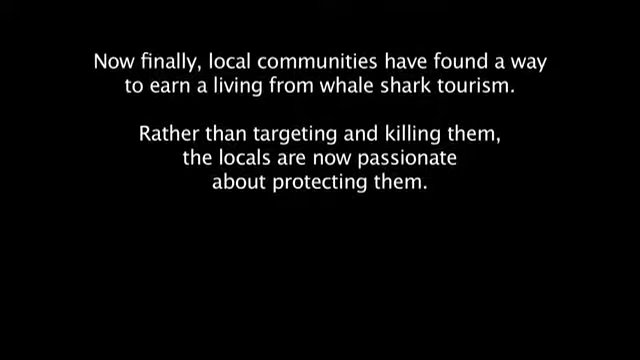 Now finally, local communities have found a way
to earn a living from whale shark tourism.
Rather than targeting and killing them,
the locals are now passionate
about protecting them.